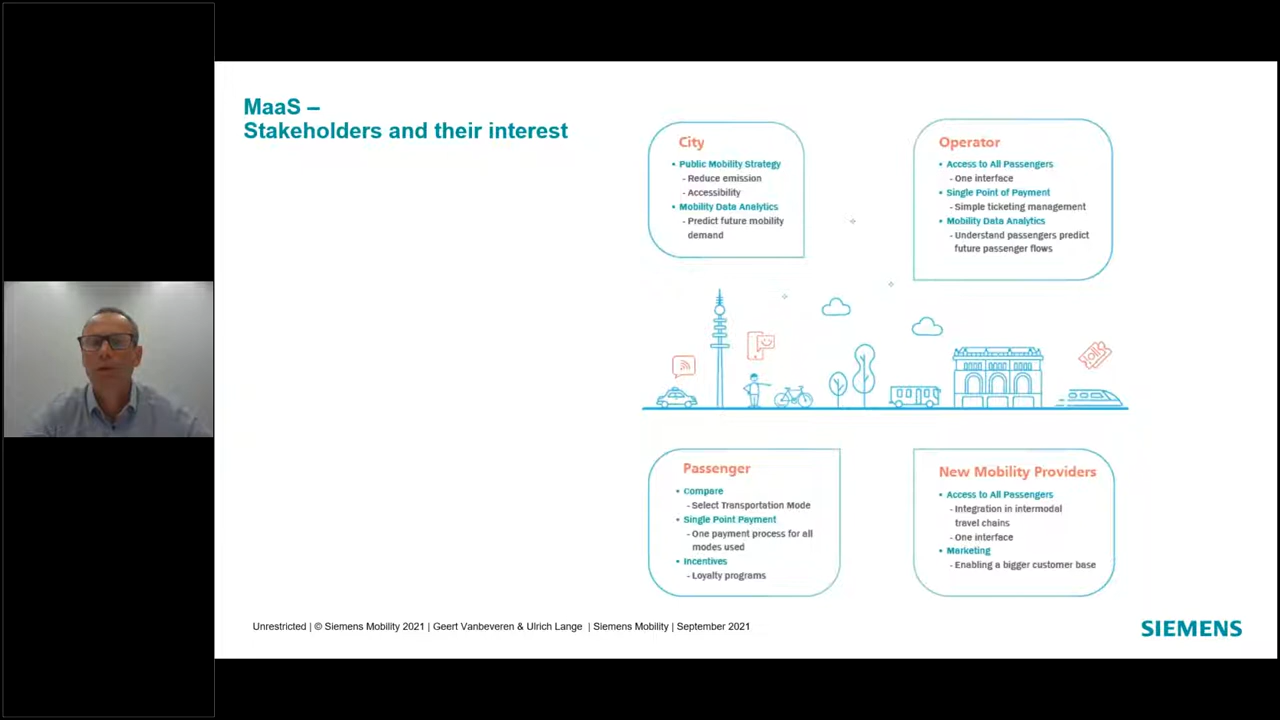 MaaS –
Stakeholders and their interest
City
• Public Mobility Strategy
- Reduce emission
- Accessibility
• Mobility Data Analytics
- Predict future mobility
demand
Operator
• Access to All Passengers
- One interface
• Single Point of Payment
- Simple ticketing management
• Mobility Data Analytics
- Understand passengers predict
future passenger flows
Passenger
• Compare
- Select Transportation Mode
• Single Point Payment
- One payment process for all
modes used
• Incentives
- Loyalty programs
New Mobility Providers
• Access to All Passengers
- Integration in intermodal
travel chains
- One interface
• Marketing
- Enabling a bigger customer base
Unrestricted | © Siemens Mobility 2021 | Geert Vanbeveren & Ulrich Lange | Siemens Mobility | September 2021
SIEMENS